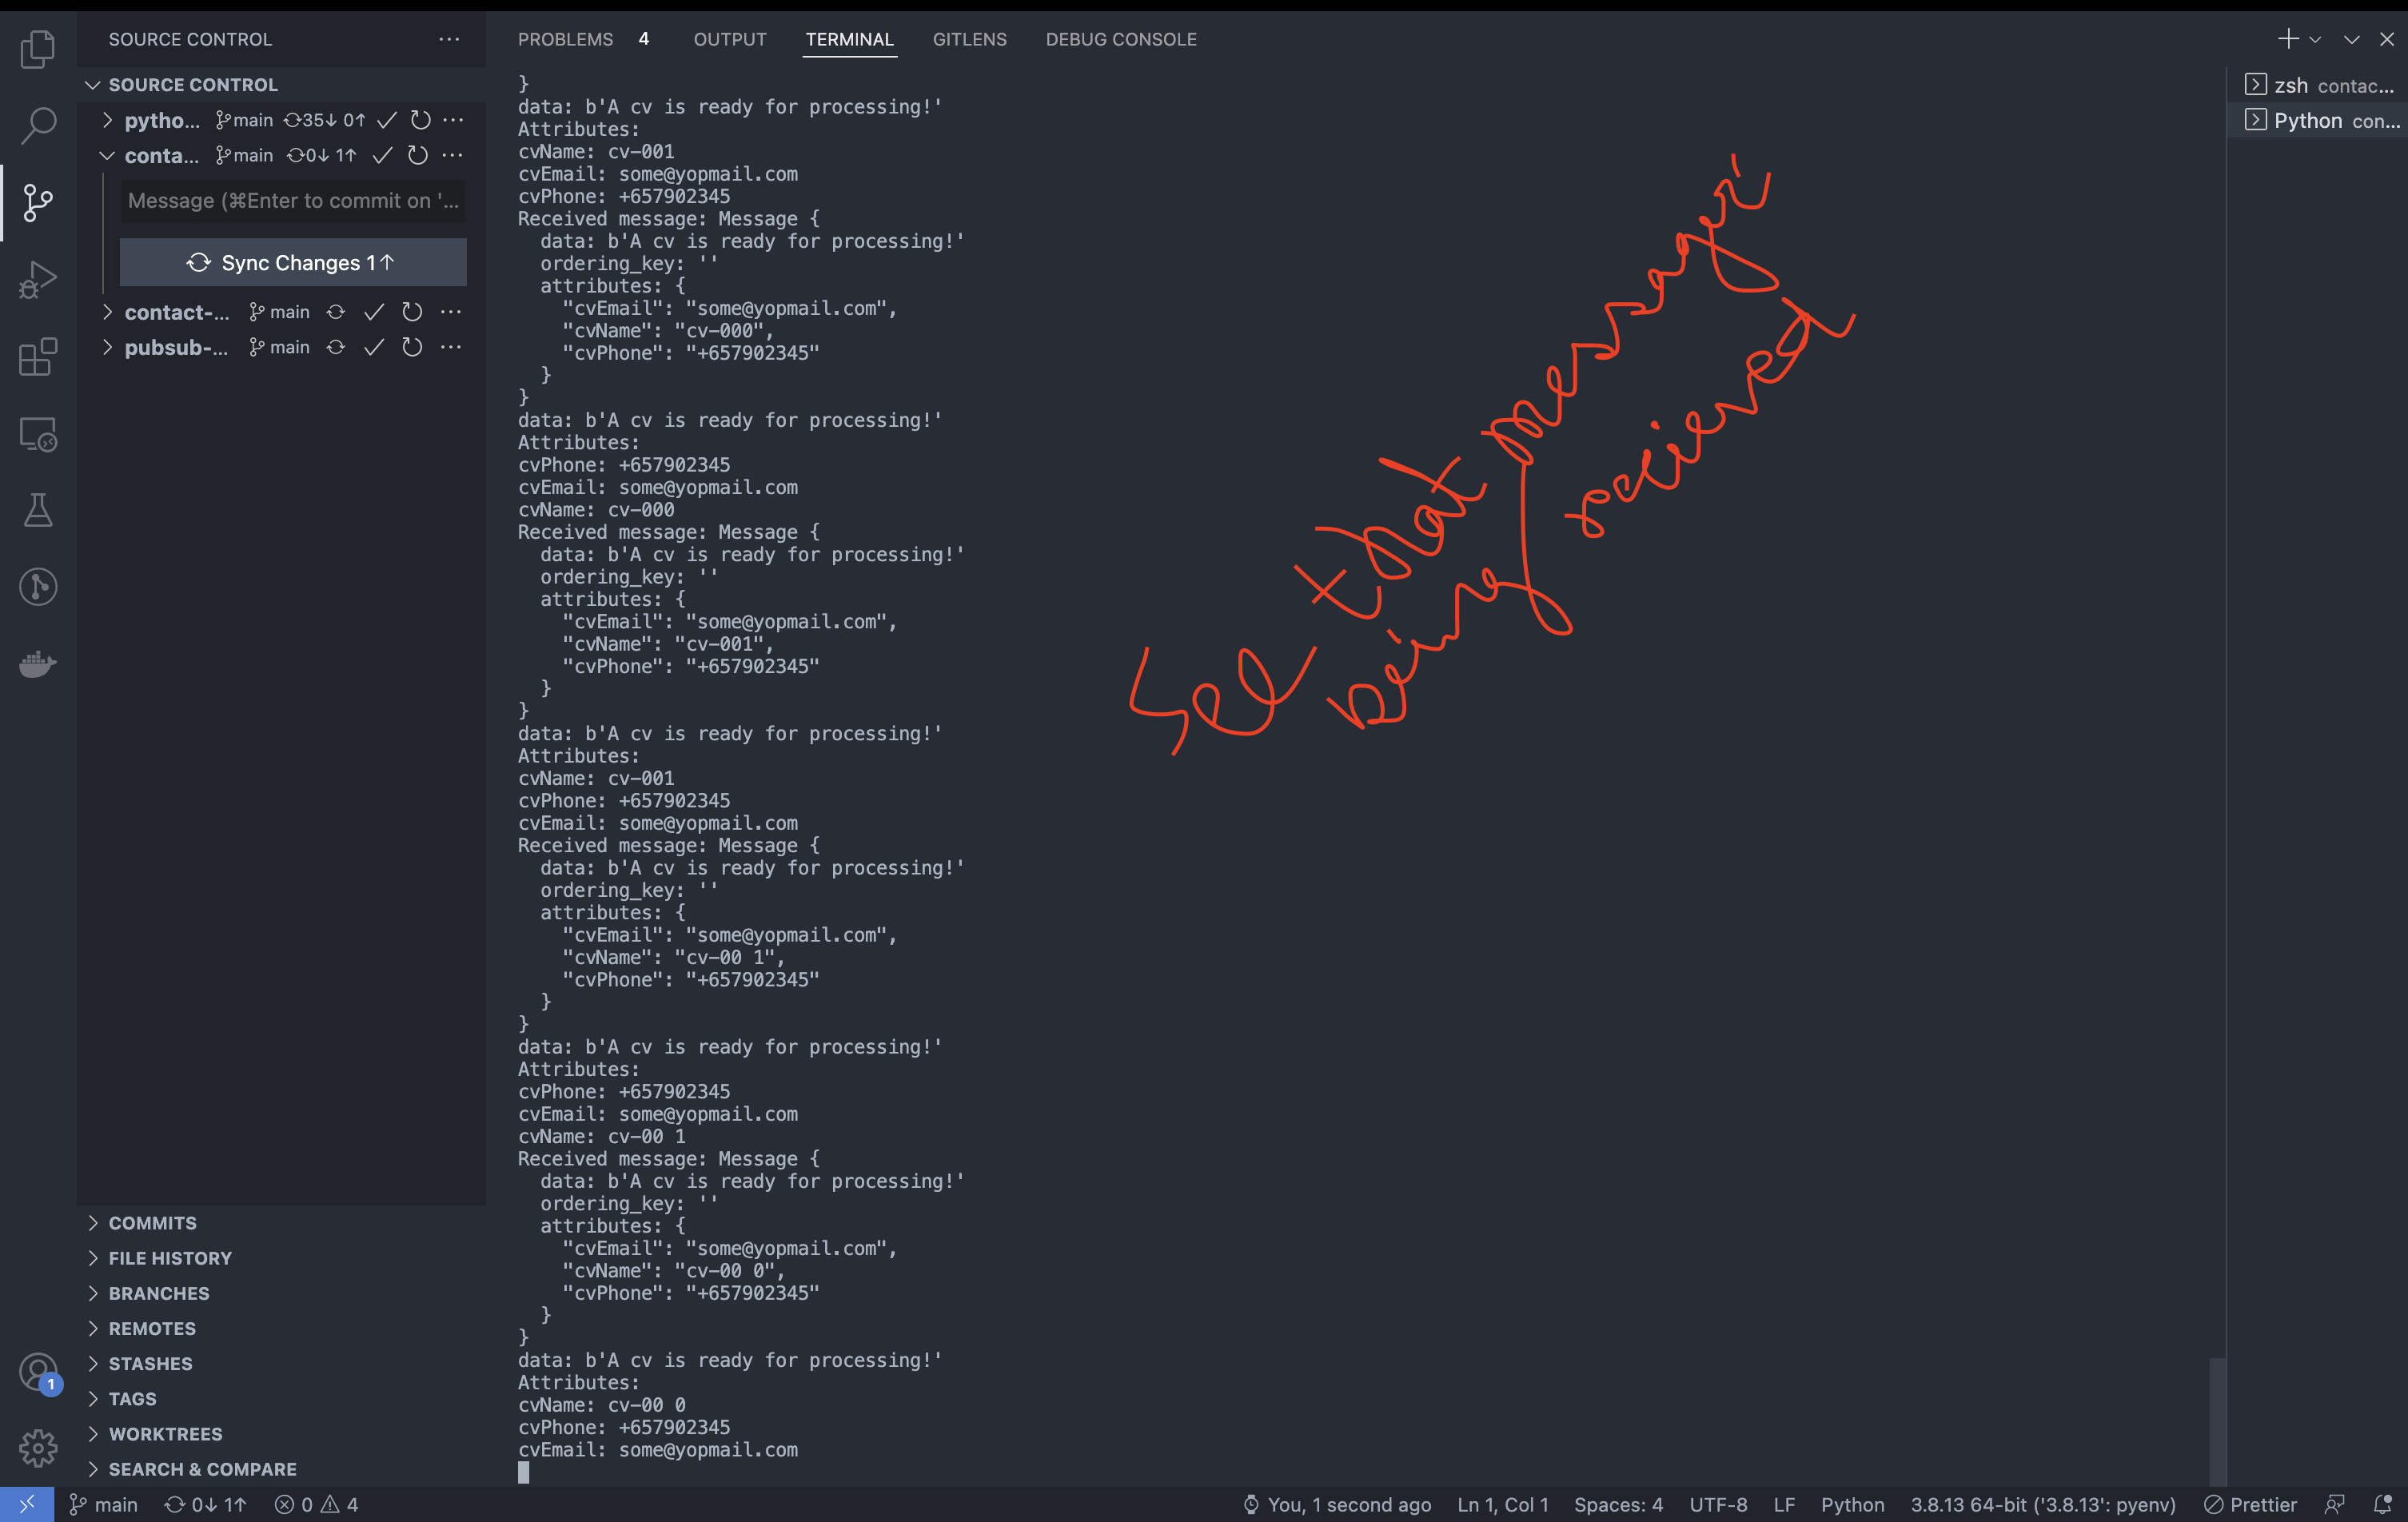 SOURCE CONTROL ···
SOURCE CONTROL
pytho... main 35↓ 0↑ ···
conta... main 0↓ 1↑ ···
Message (⌘Enter to commit on '...
Sync Changes 1↑
contact-... main ···
pubsub-... main ···
COMMITS
FILE HISTORY
BRANCHES
REMOTES
STASHES
TAGS
WORKTREES
SEARCH & COMPARE
1
PROBLEMS 4 OUTPUT TERMINAL GITLENS DEBUG CONSOLE
}
data: b'A cv is ready for processing!'
Attributes:
cvName: cv-001
cvEmail: some@yopmail.com
cvPhone: +657902345
Received message: Message {
data: b'A cv is ready for processing!'
ordering_key: ''
attributes: {
"cvEmail": "some@yopmail.com",
"cvName": "cv-000",
"cvPhone": "+657902345"
}
}
data: b'A cv is ready for processing!'
Attributes:
cvPhone: +657902345
cvEmail: some@yopmail.com
cvName: cv-000
Received message: Message {
data: b'A cv is ready for processing!'
ordering_key: ''
attributes: {
"cvEmail": "some@yopmail.com",
"cvName": "cv-001",
"cvPhone": "+657902345"
}
}
data: b'A cv is ready for processing!'
Attributes:
cvName: cv-001
cvPhone: +657902345
cvEmail: some@yopmail.com
Received message: Message {
data: b'A cv is ready for processing!'
ordering_key: ''
attributes: {
"cvEmail": "some@yopmail.com",
"cvName": "cv-00 1",
"cvPhone": "+657902345"
}
}
data: b'A cv is ready for processing!'
Attributes:
cvPhone: +657902345
cvEmail: some@yopmail.com
cvName: cv-00 1
Received message: Message {
data: b'A cv is ready for processing!'
ordering_key: ''
attributes: {
"cvEmail": "some@yopmail.com",
"cvName": "cv-00 0",
"cvPhone": "+657902345"
}
}
data: b'A cv is ready for processing!'
Attributes:
cvName: cv-00 0
cvPhone: +657902345
cvEmail: some@yopmail.com
See that messages
being recieved
zsh contac...
Python con...
main 0↓ 1↑ 0 4 You, 1 second ago Ln 1, Col 1 Spaces: 4 UTF-8 LF Python 3.8.13 64-bit ('3.8.13': pyenv) Prettier